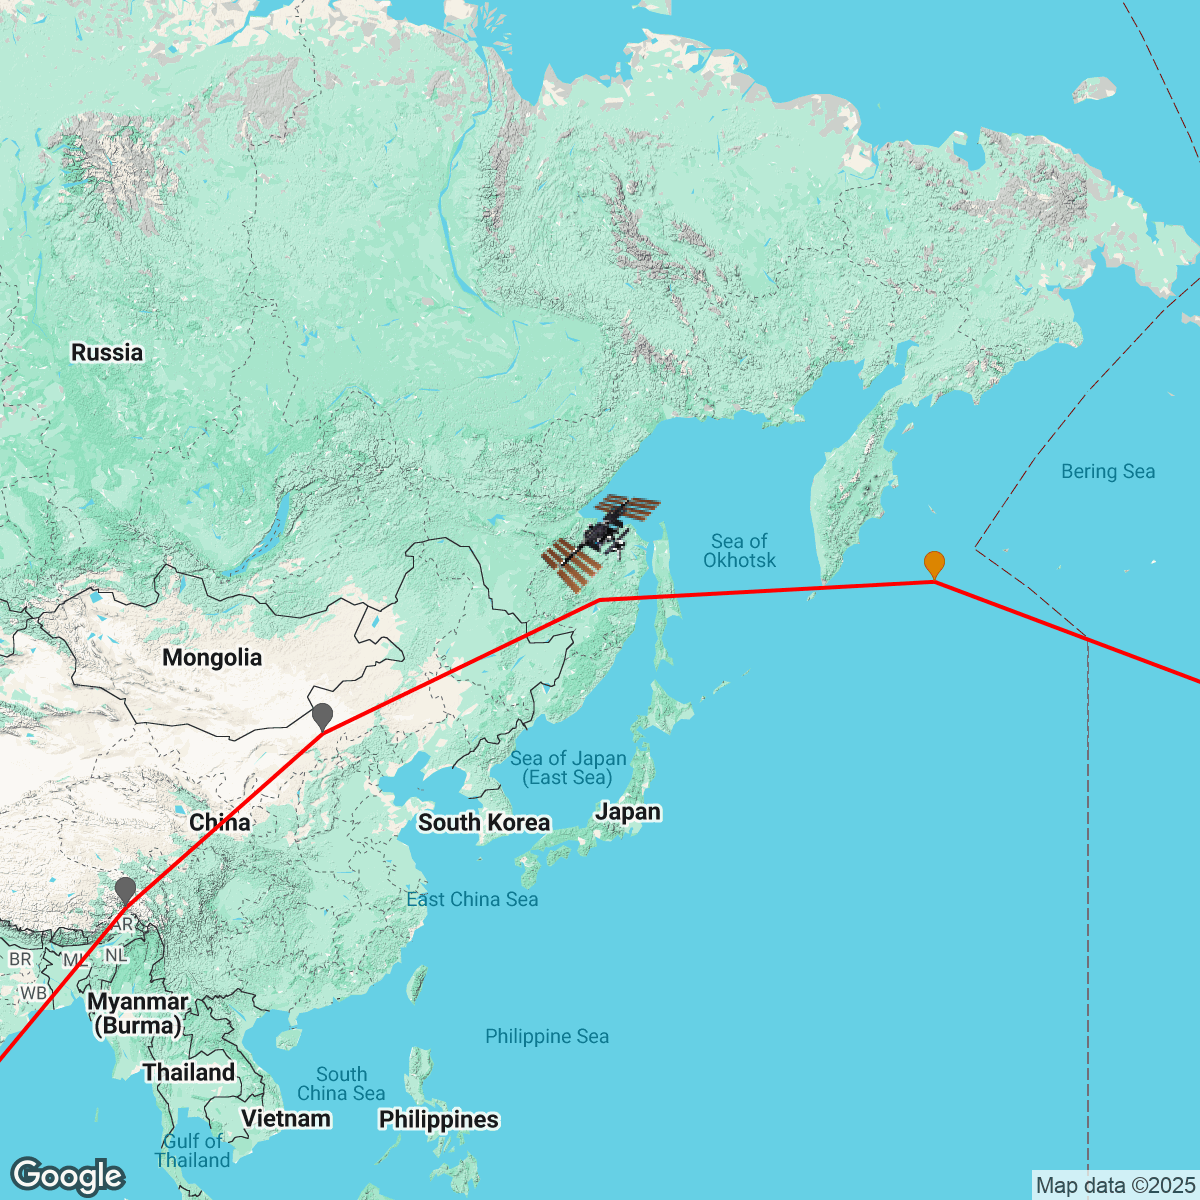 Russia
Bering Sea
Sea of
Okhotsk
Mongolia
Sea of Japan
(East Sea)
Japan
China
South Korea
East China Sea
AR
BR
NL
WB
Myanmar
(Burma)
Philippine Sea
Thailand
South
China Sea
Vietnam
Philippines
Gulf of
Thailand
Google
Map data ©2025